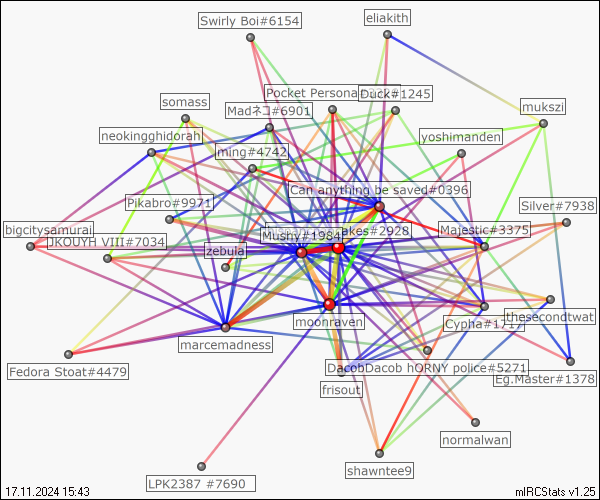 Swirly Boi#6154
eliakith
Pocket Persona
Duck#1245
somass
Madネコ#6901
mukszi
neokingghidorah
yoshimanden
ming#4742
Can anything be saved#0396
Pikabro#9971
Silver#7938
bigcitysamurai
Mushy#1984
akes#2928
Majestic#3375
JKOUYH VIII#7034
zebula
thesecondtwat
moonraven
Cypha#1717
marcemadness
DacobDacob hORNY police#5271
Fedora Stoat#4479
Eg.Master#1378
frisout
normalwan
shawntee9
LPK2387 #7690
17.11.2024 15:43
mIRCStats v1.25